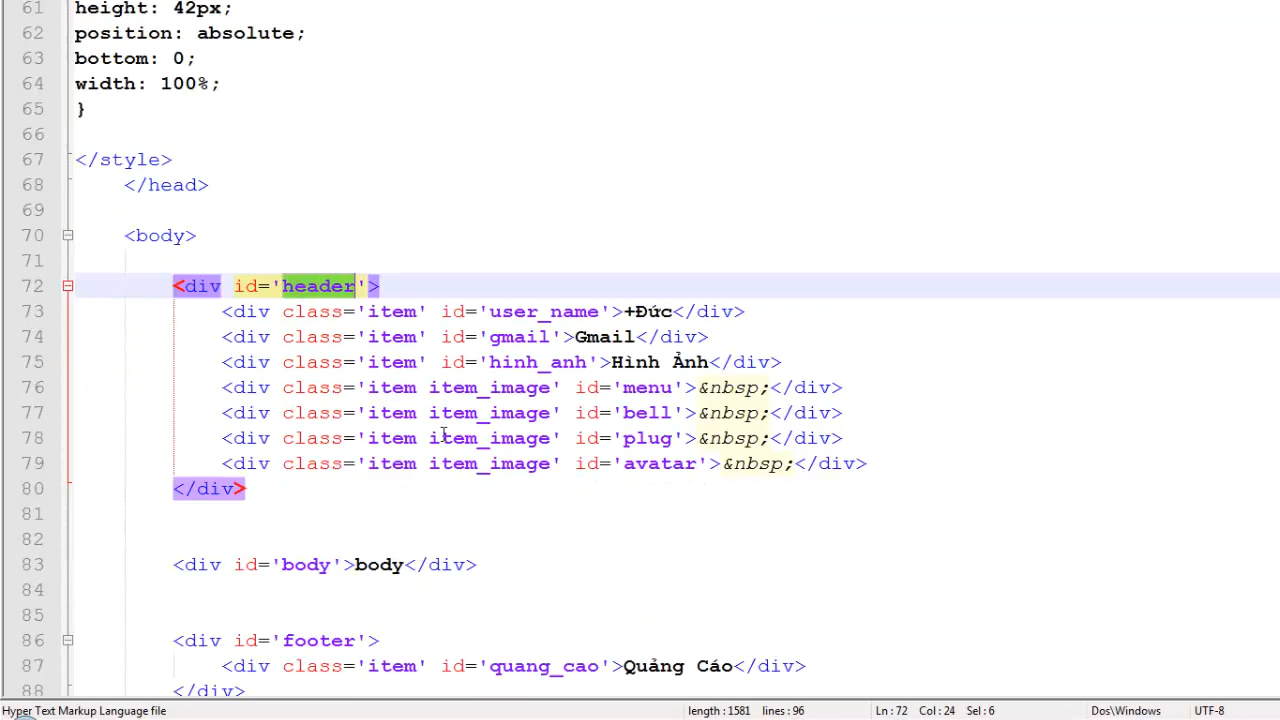 61 height: 42px;
62 position: absolute;
63 bottom: 0;
64 width: 100%;
65 }
66
67 </style>
68 </head>
69
70 <body>
71
72 <div id='header'>
73 <div class='item' id='user_name'>+Đức</div>
74 <div class='item' id='gmail'>Gmail</div>
75 <div class='item' id='hinh_anh'>Hình Ảnh</div>
76 <div class='item item_image' id='menu'>&nbsp;</div>
77 <div class='item item_image' id='bell'>&nbsp;</div>
78 <div class='item item_image' id='plug'>&nbsp;</div>
79 <div class='item item_image' id='avatar'>&nbsp;</div>
80 </div>
81
82
83 <div id='body'>body</div>
84
85
86 <div id='footer'>
87 <div class='item' id='quang_cao'>Quảng Cáo</div>
88 </div>
Hyper Text Markup Language file length : 1581 lines : 96 Ln : 72 Col : 24 Sel : 6 Dos\Windows UTF-8